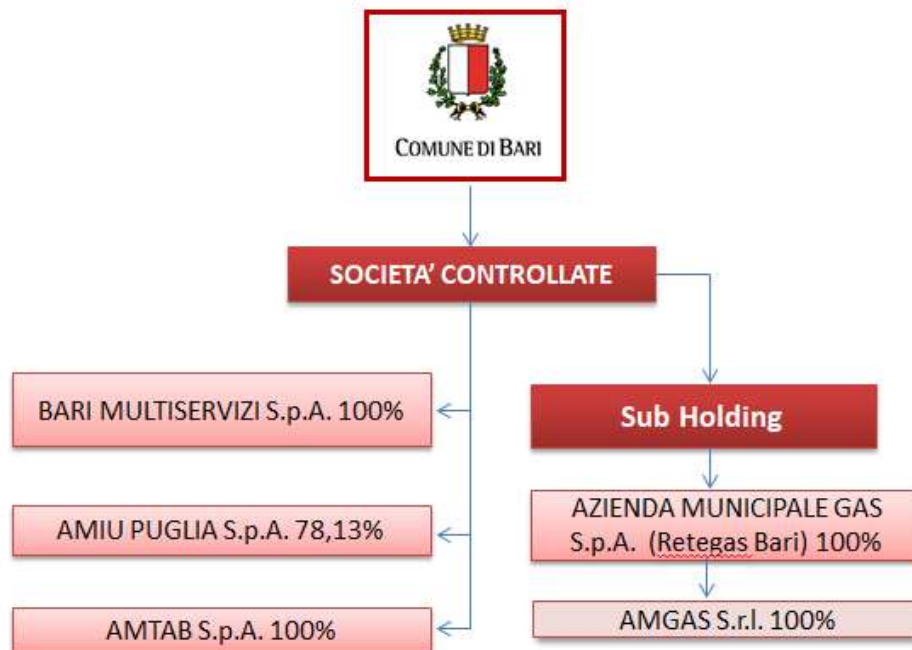 COMUNE DI BARI
SOCIETA’ CONTROLLATE
BARI MULTISERVIZI S.p.A. 100%
AMIU PUGLIA S.p.A. 78,13%
AMTAB S.p.A. 100%
Sub Holding
AZIENDA MUNICIPALE GAS
S.p.A. (Retegas Bari) 100%
AMGAS S.r.l. 100%